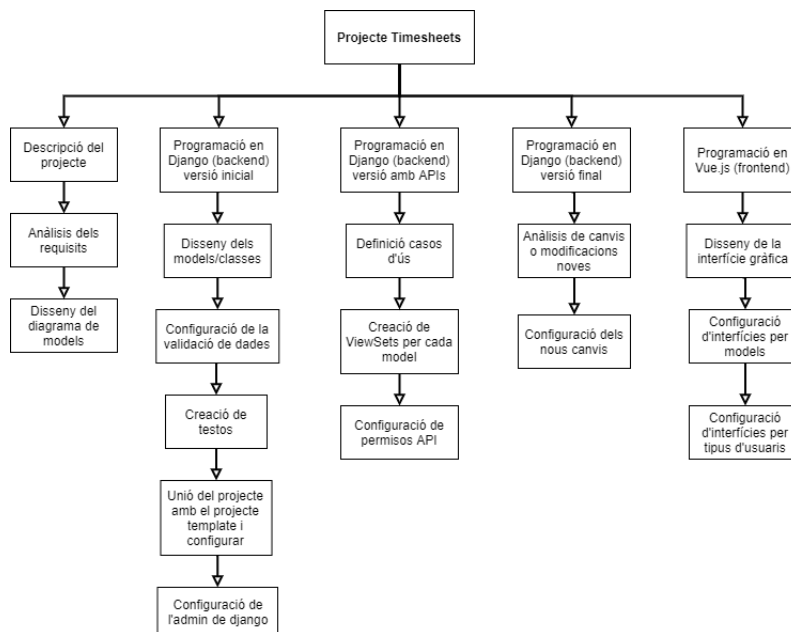 Projecte Timesheets
Descripció del
projecte
Anàlisis dels
requisits
Disseny del
diagrama de
models
Programació en
Django (backend)
versió inicial
Disseny dels
models/classes
Configuració de la
validació de dades
Creació de
testos
Unió del projecte
amb el projecte
template i
configurar
Configuració de
l'admin de django
Programació en
Django (backend)
versió amb APIs
Definició casos
d'ús
Creació de
ViewSets per cada
model
Configuració de
permisos API
Programació en
Django (backend)
versió final
Anàlisis de canvis
o modificacions
noves
Configuració dels
nous canvis
Programació en
Vue.js (frontend)
Disseny de la
interfície gràfica
Configuració
d'interfícies per
models
Configuració
d'interfícies per
tipus d'usuaris